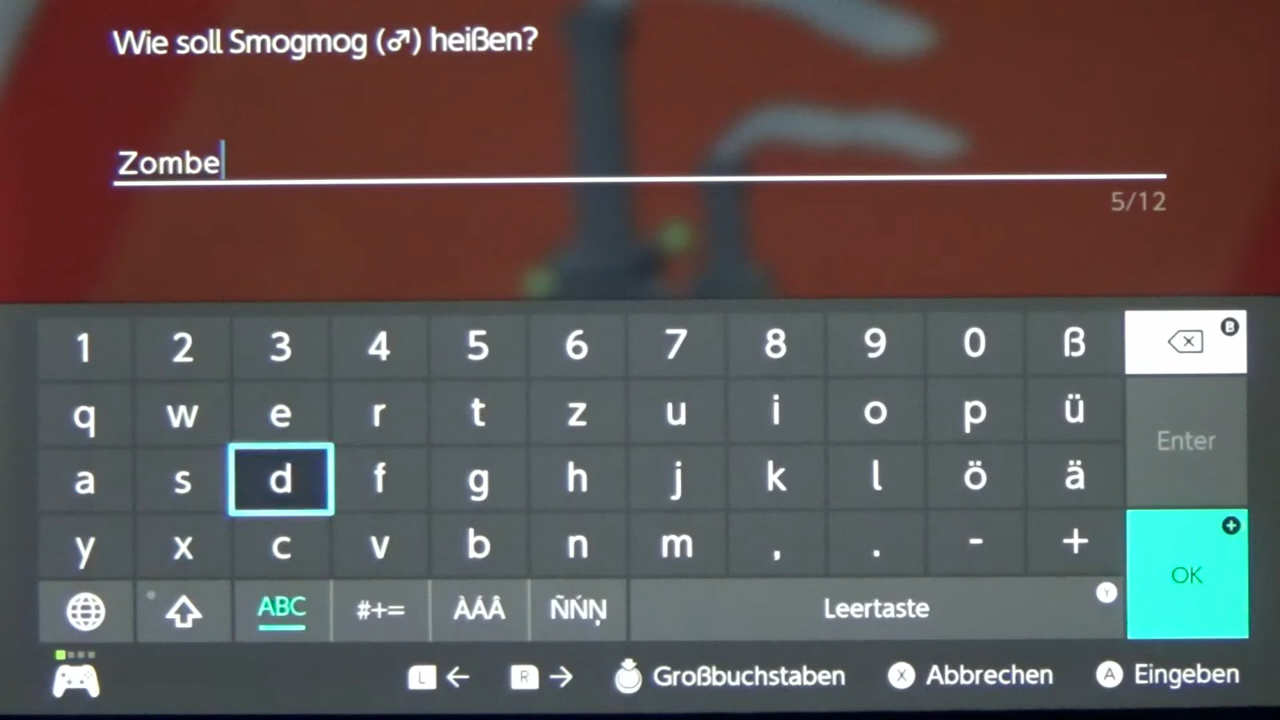 Wie soll Smogmog (♂) heißen?
Zombe
5/12
1 2 3 4 5 6 7 8 9 0 ß B
q w e r t z u i o p ü
a s d f g h j k l ö ä Enter
y x c v b n m , . - +
ABC #+= ÀÁÂ ÑŃŅ Leertaste Y OK
L ← R → Großbuchstaben X Abbrechen A Eingeben